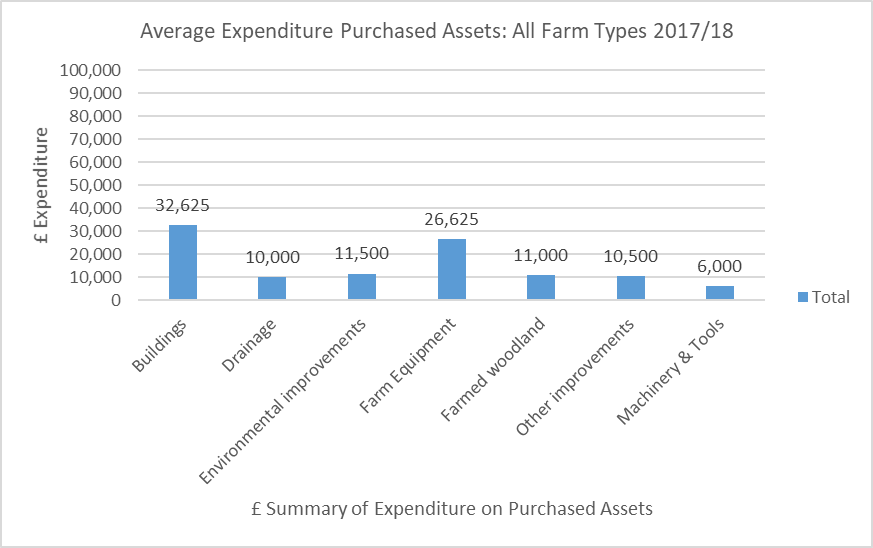 Average Expenditure Purchased Assets: All Farm Types 2017/18
£ Expenditure
100,000
90,000
80,000
70,000
60,000
50,000
40,000
30,000
20,000
10,000
0
32,625
10,000
11,500
26,625
11,000
10,500
6,000
Buildings
Drainage
Environmental improvements
Farm Equipment
Farmed woodland
Other improvements
Machinery & Tools
Total
£ Summary of Expenditure on Purchased Assets